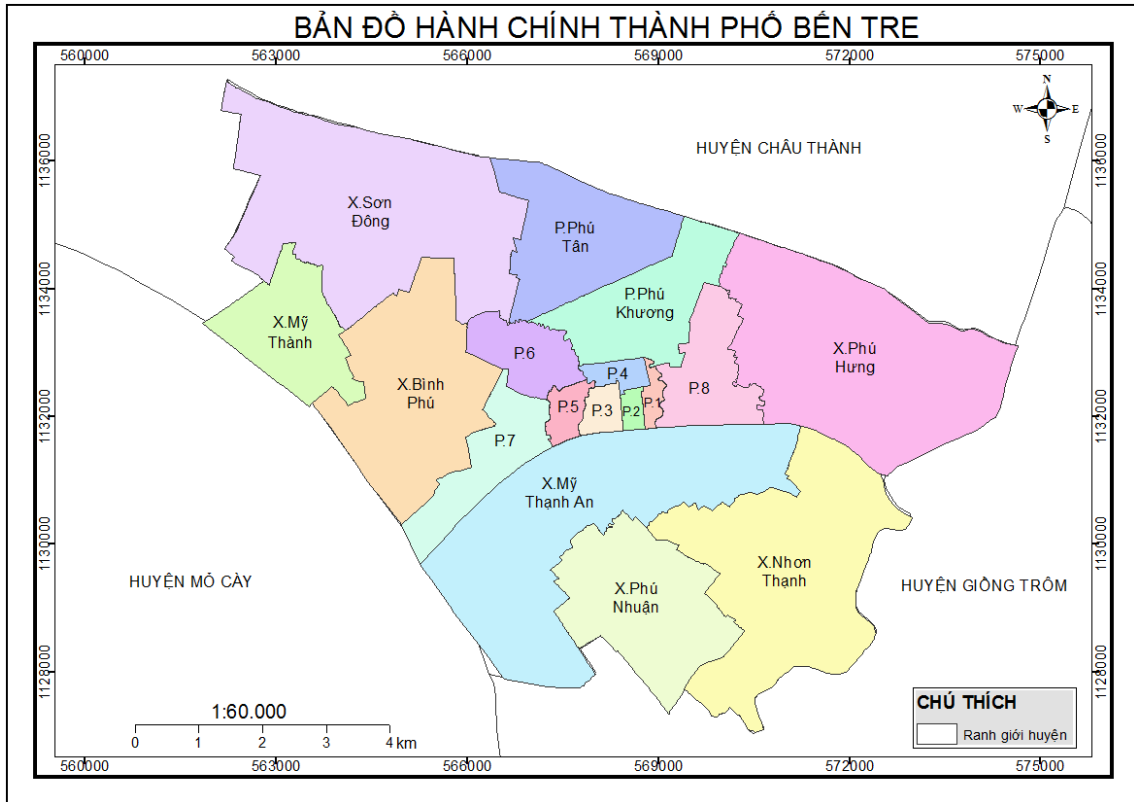 BẢN ĐỒ HÀNH CHÍNH THÀNH PHỐ BẾN TRE
560000
563000
566000
569000
572000
575000
N
W
E
S
1136000
1136000
HUYỆN CHÂU THÀNH
X.Sơn
Đông
P.Phú
Tân
1134000
1134000
P.Phú
Khương
X.Mỹ
Thành
X.Phú
Hưng
P.6
P.4
X.Bình
Phú
P.8
P.5
P.3
P.2
P.1
1132000
1132000
P.7
X.Mỹ
Thạnh An
1130000
1130000
X.Nhơn
Thạnh
HUYỆN MỎ CÀY
HUYỆN GIỒNG TRÔM
X.Phú
Nhuận
1128000
1128000
CHÚ THÍCH
Ranh giới huyện
1:60.000
0
1
2
3
4 km
560000
563000
566000
569000
572000
575000